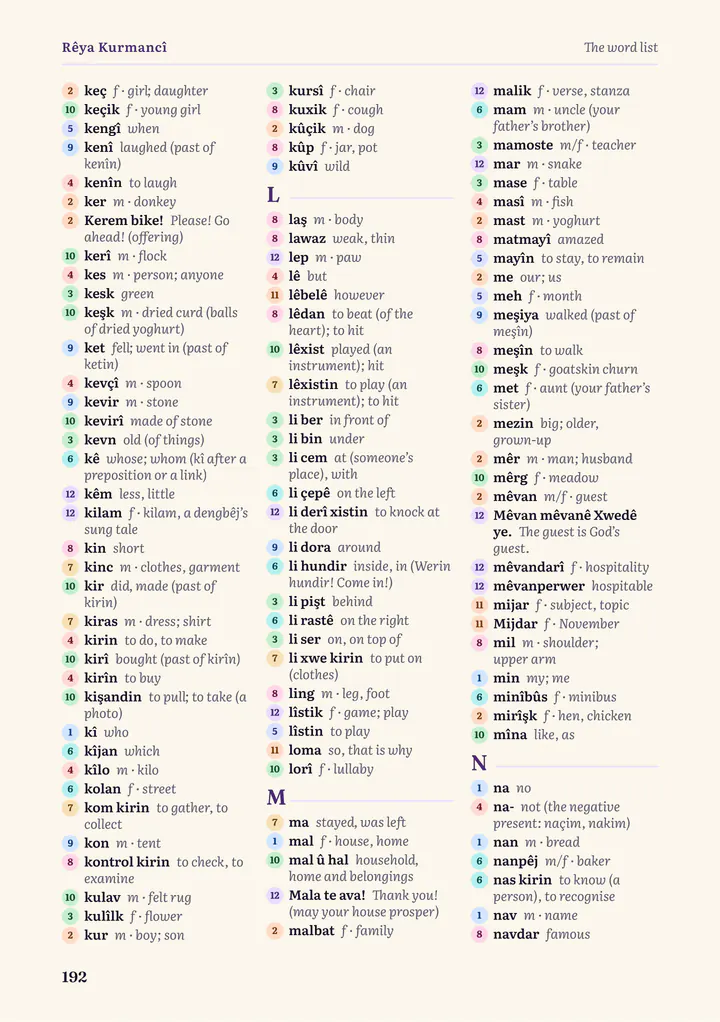 Rêya Kurmancî
The word list
2 keç f · girl; daughter
10 keçik f · young girl
5 kengî when
9 kenî laughed (past of
kenîn)
4 kenîn to laugh
2 ker m · donkey
2 Kerem bike! Please! Go
ahead! (offering)
10 kerî m · flock
4 kes m · person; anyone
3 kesk green
10 keşk m · dried curd (balls
of dried yoghurt)
9 ket fell; went in (past of
ketin)
4 kevçî m · spoon
9 kevir m · stone
10 kevirî made of stone
3 kevn old (of things)
6 kê whose; whom (kî after a
preposition or a link)
12 kêm less, little
12 kilam f · kilam, a dengbêj’s
sung tale
8 kin short
7 kinc m · clothes, garment
10 kir did, made (past of
kirin)
7 kiras m · dress; shirt
4 kirin to do, to make
10 kirî bought (past of kirîn)
4 kirîn to buy
10 kişandin to pull; to take (a
photo)
1 kî who
6 kîjan which
4 kîlo m · kilo
6 kolan f · street
7 kom kirin to gather, to
collect
9 kon m · tent
8 kontrol kirin to check, to
examine
10 kulav m · felt rug
3 kulîlk f · flower
2 kur m · boy; son
3 kursî f · chair
8 kuxik f · cough
2 kûçik m · dog
8 kûp f · jar, pot
9 kûvî wild
L
8 laş m · body
8 lawaz weak, thin
12 lep m · paw
4 lê but
11 lêbelê however
8 lêdan to beat (of the
heart); to hit
10 lêxist played (an
instrument); hit
7 lêxistin to play (an
instrument); to hit
3 li ber in front of
3 li bin under
3 li cem at (someone’s
place), with
6 li çepê on the left
12 li derî xistin to knock at
the door
9 li dora around
6 li hundir inside, in (Werin
hundir! Come in!)
3 li pişt behind
6 li rastê on the right
3 li ser on, on top of
7 li xwe kirin to put on
(clothes)
8 ling m · leg, foot
12 lîstik f · game; play
5 lîstin to play
11 loma so, that is why
10 lorî f · lullaby
M
7 ma stayed, was left
1 mal f · house, home
10 mal û hal household,
home and belongings
12 Mala te ava! Thank you!
(may your house prosper)
2 malbat f · family
12 malik f · verse, stanza
6 mam m · uncle (your
father’s brother)
3 mamoste m/f · teacher
12 mar m · snake
3 mase f · table
4 masî m · fish
2 mast m · yoghurt
8 matmayî amazed
5 mayîn to stay, to remain
2 me our; us
5 meh f · month
9 meşiya walked (past of
meşîn)
8 meşîn to walk
10 meşk f · goatskin churn
6 met f · aunt (your father’s
sister)
2 mezin big; older,
grown-up
2 mêr m · man; husband
10 mêrg f · meadow
2 mêvan m/f · guest
12 Mêvan mêvanê Xwedê
ye. The guest is God’s
guest.
12 mêvandarî f · hospitality
12 mêvanperwer hospitable
11 mijar f · subject, topic
11 Mijdar f · November
8 mil m · shoulder;
upper arm
1 min my; me
6 minîbûs f · minibus
2 mirîşk f · hen, chicken
10 mîna like, as
N
1 na no
4 na- not (the negative
present: naçim, nakim)
1 nan m · bread
6 nanpêj m/f · baker
6 nas kirin to know (a
person), to recognise
1 nav m · name
8 navdar famous
192